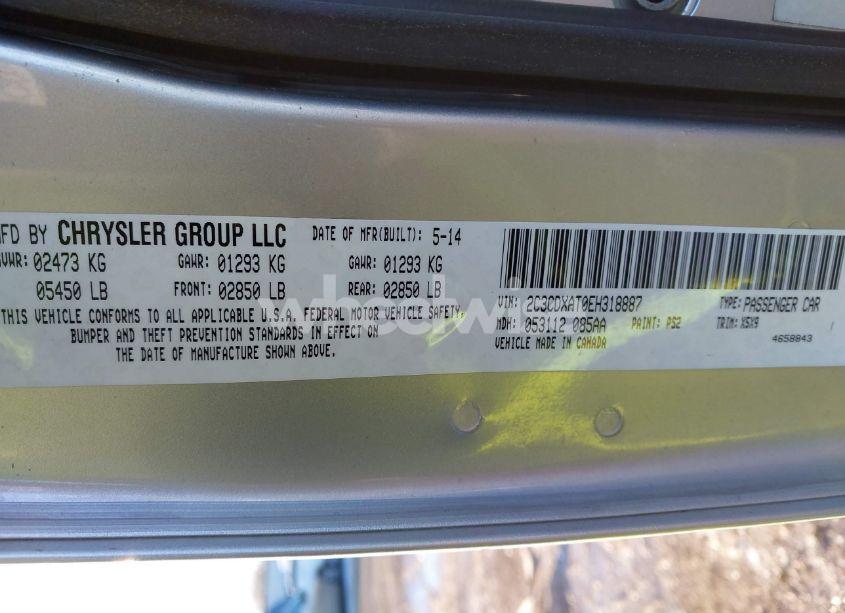 MFD BY CHRYSLER GROUP LLC DATE OF MFR(BUILT): 5-14
GVWR: 02473 KG GAWR: 01293 KG GAWR: 01293 KG
05450 LB FRONT: 02850 LB REAR: 02850 LB
THIS VEHICLE CONFORMS TO ALL APPLICABLE U.S.A. FEDERAL MOTOR VEHICLE SAFETY,
BUMPER AND THEFT PREVENTION STANDARDS IN EFFECT ON
THE DATE OF MANUFACTURE SHOWN ABOVE.
VIN: 2C3CDXAT0EH318887 TYPE: PASSENGER CAR
MDH: 053112 085AA PAINT: PS2 TRIM: X5X9
VEHICLE MADE IN CANADA 4658843